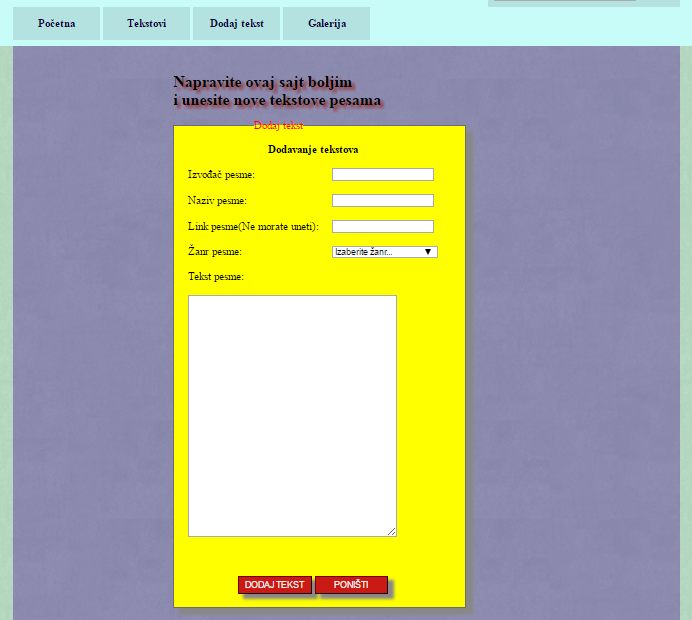 Početna Tekstovi Dodaj tekst Galerija
Napravite ovaj sajt boljim
i unesite nove tekstove pesama
Dodaj tekst
Dodavanje tekstova
Izvođač pesme:
Naziv pesme:
Link pesme(Ne morate uneti):
Žanr pesme: Izaberite žanr...
Tekst pesme:
DODAJ TEKST PONIŠTI